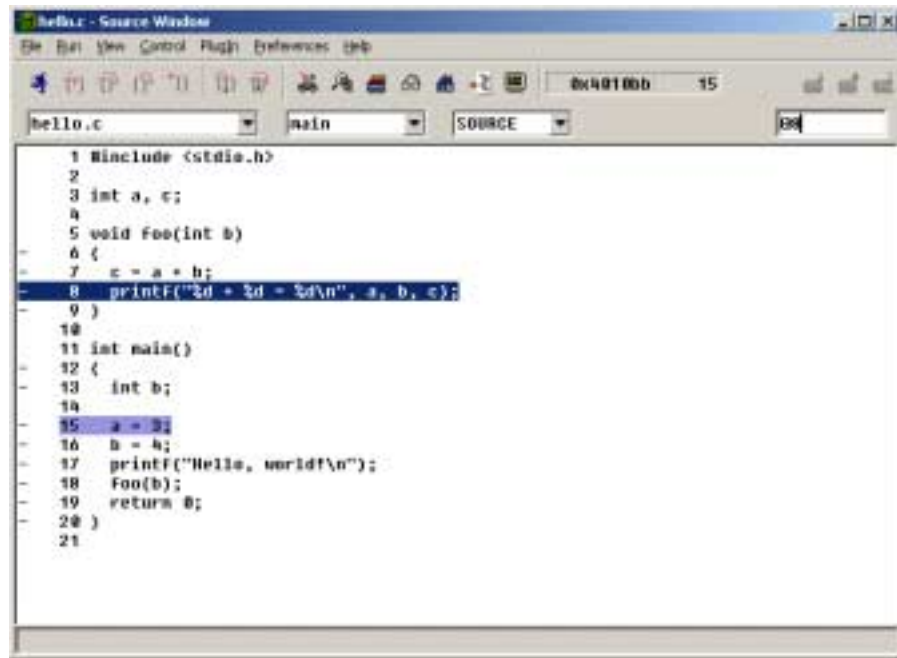 hello.c - Source Window
File Run View Control PlugIn Preferences Help
0x4010bb 15
hello.c main SOURCE @8
1 #include <stdio.h>
2
3 int a, c;
4
5 void foo(int b)
6 {
7 c = a + b;
8 printf("%d + %d = %d\n", a, b, c);
9 }
10
11 int main()
12 {
13 int b;
14
15 a = 3;
16 b = 4;
17 printf("Hello, world!\n");
18 foo(b);
19 return 0;
20 }
21